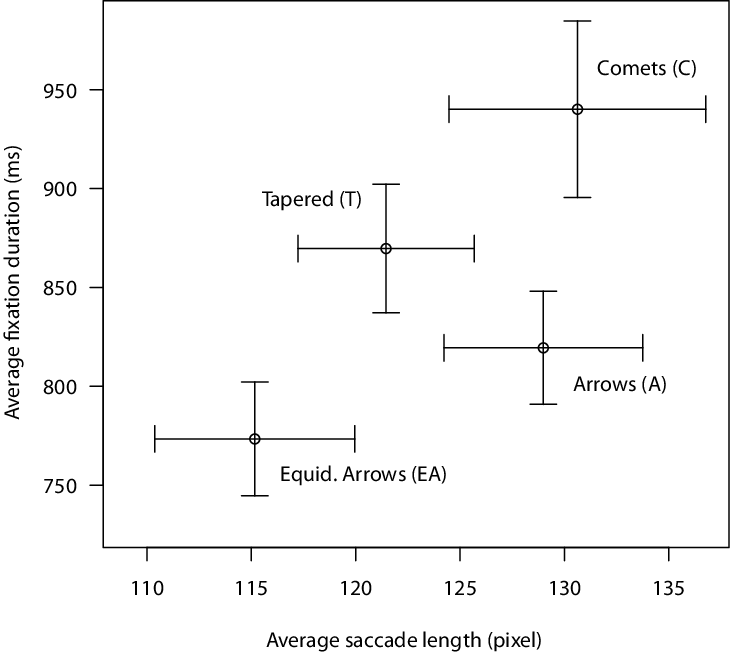 Average fixation duration (ms)
950
900
850
800
750
Comets (C)
Tapered (T)
Arrows (A)
Equid. Arrows (EA)
110 115 120 125 130 135
Average saccade length (pixel)